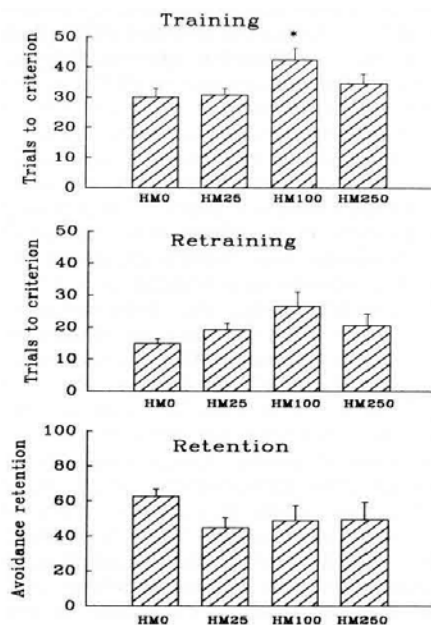 Training
*
Trials to criterion
50
40
30
20
10
0
HM0 HM25 HM100 HM250
Retraining
Trials to criterion
50
40
30
20
10
0
HM0 HM25 HM100 HM250
Retention
Avoidance retention
100
80
60
40
20
0
HM0 HM25 HM100 HM250